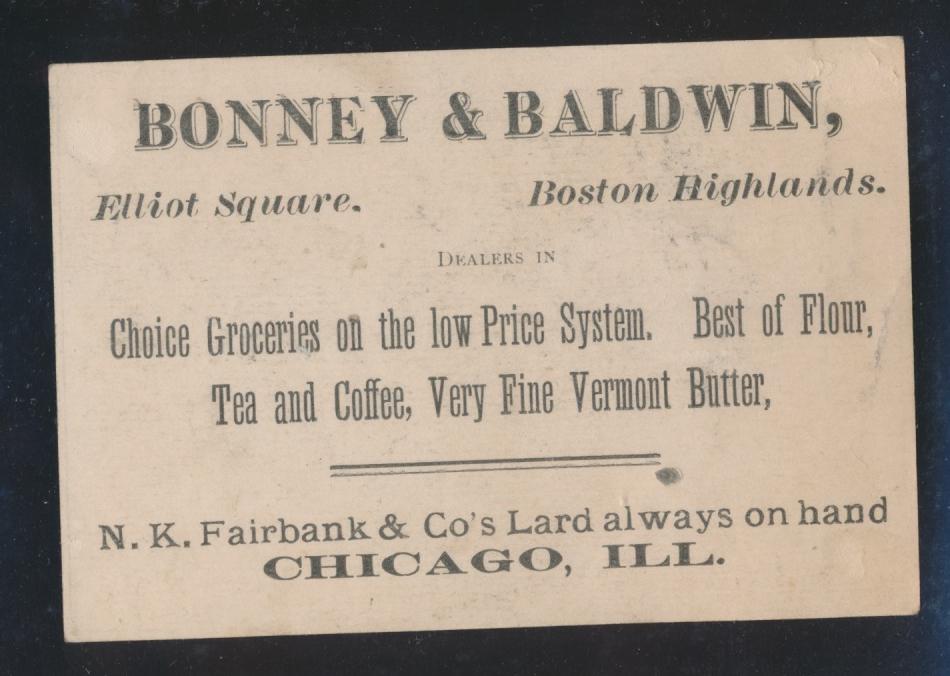 BONNEY & BALDWIN,
Elliot Square. Boston Highlands.
DEALERS IN
Choice Groceries on the low Price System. Best of Flour,
Tea and Coffee, Very Fine Vermont Butter,
N. K. Fairbank & Co's Lard always on hand
CHICAGO, ILL.